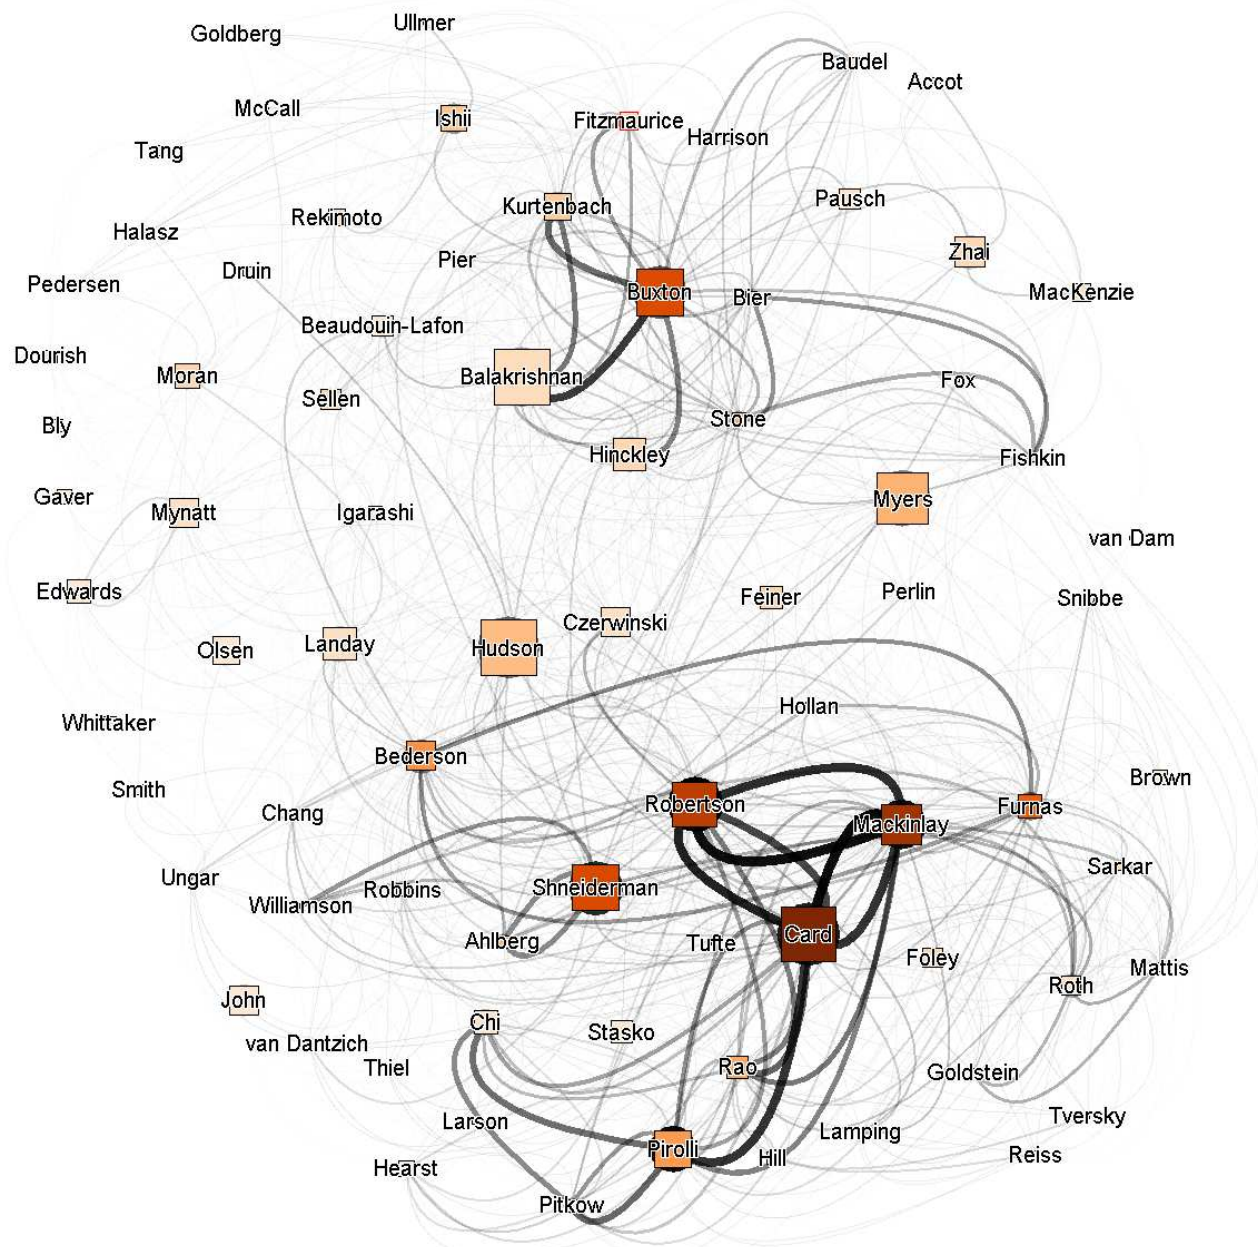 Ullmer
Goldberg
Baudel
Accot
McCall
Ishii
Fitzmaurice
Harrison
Tang
Pausch
Kurtenbach
Rekimoto
Halasz
Zhai
Pier
Druin
Pedersen
Buxton
Bier
MacKenzie
Beaudouin-Lafon
Dourish
Moran
Balakrishnan
Fox
Sellen
Stone
Bly
Hinckley
Fishkin
Gaver
Myers
Mynatt
Igarashi
van Dam
Edwards
Perlin
Feiner
Snibbe
Czerwinski
Landay
Hudson
Olsen
Hollan
Whittaker
Bederson
Brown
Smith
Robertson
Furnas
Chang
Mackinlay
Sarkar
Ungar
Shneiderman
Robbins
Williamson
Card
Ahlberg
Tufte
Foley
Mattis
Roth
John
Chi
Stasko
van Dantzich
Thiel
Rao
Goldstein
Tversky
Larson
Lamping
Pirolli
Hill
Reiss
Hearst
Pitkow